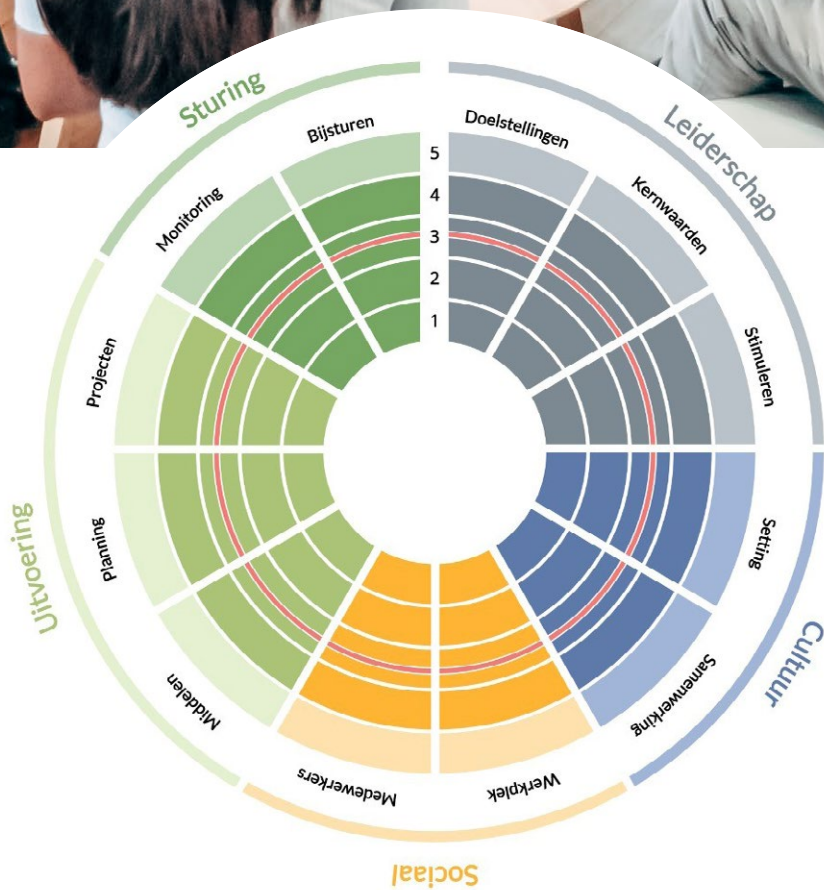 Sturing
Leiderschap
Bijsturen
Doelstellingen
Monitoring
Kernwaarden
5
4
3
2
1
Projecten
Stimuleren
Uitvoering
Planning
Setting
Cultuur
Middelen
Samenwerking
Medewerkers
Werkplek
Sociaal